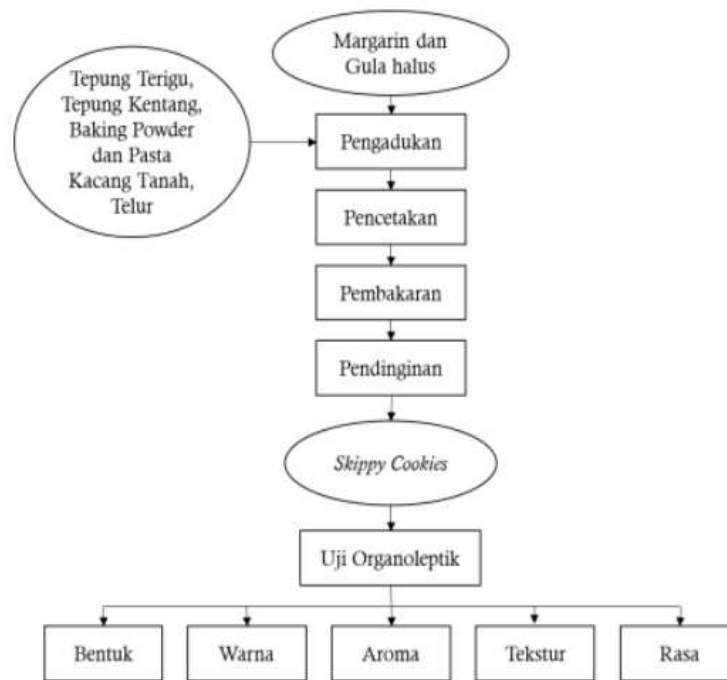 Margarin dan
Gula halus
Tepung Terigu,
Tepung Kentang,
Baking Powder
dan Pasta
Kacang Tanah,
Telur
Pengadukan
Pencetakan
Pembakaran
Pendinginan
Skippy Cookies
Uji Organoleptik
Bentuk
Warna
Aroma
Tekstur
Rasa